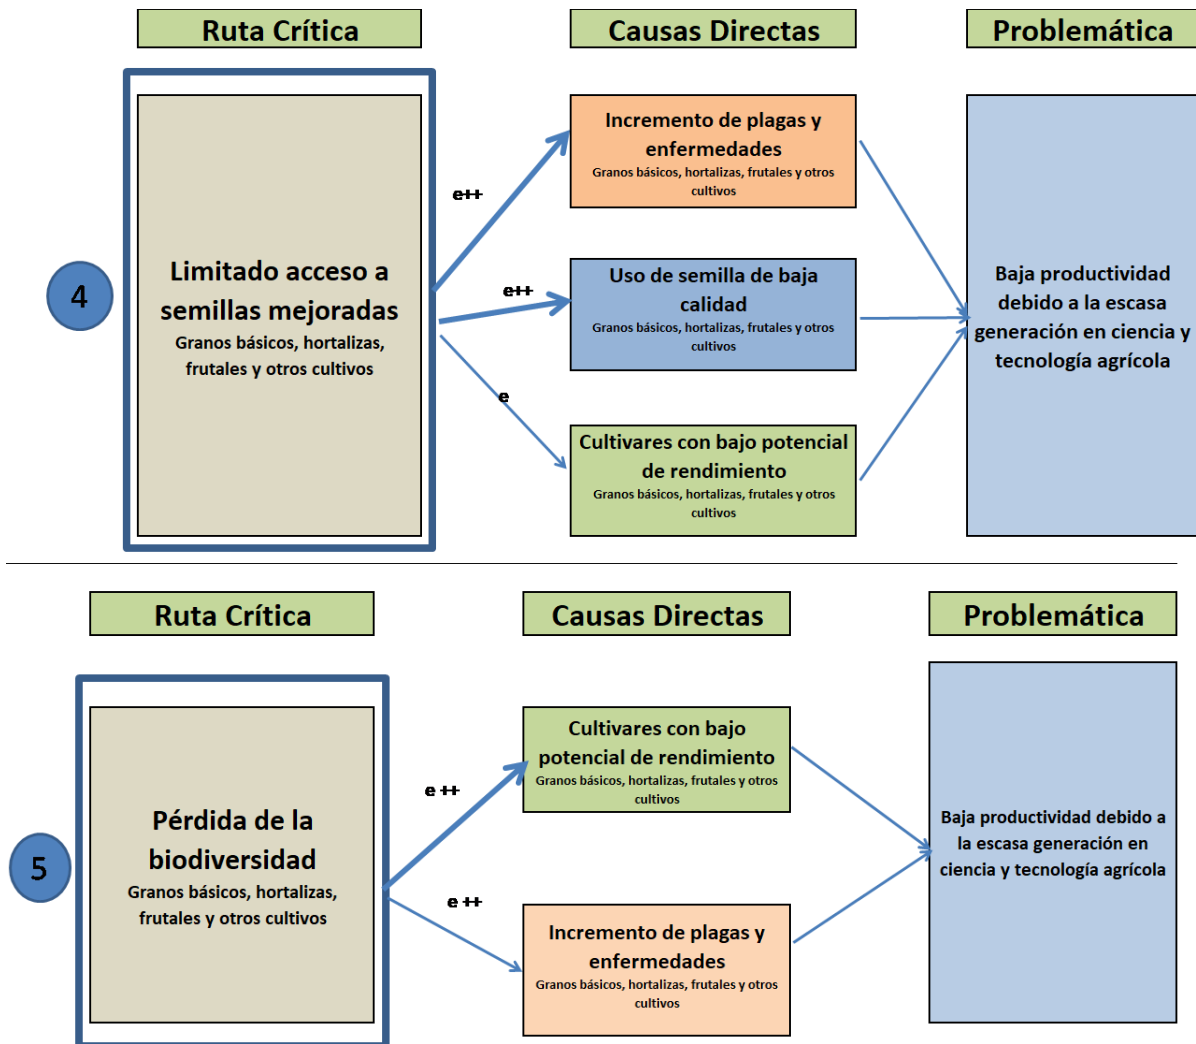 Ruta Crítica
Causas Directas
Problemática
4
Limitado acceso a
semillas mejoradas
Granos básicos, hortalizas,
frutales y otros cultivos
e++
e++
e
Incremento de plagas y
enfermedades
Granos básicos, hortalizas, frutales y otros
cultivos
Uso de semilla de baja
calidad
Granos básicos, hortalizas, frutales y otros
cultivos
Cultivares con bajo potencial
de rendimiento
Granos básicos, hortalizas, frutales y otros
cultivos
Baja productividad
debido a la escasa
generación en ciencia y
tecnología agrícola
Ruta Crítica
Causas Directas
Problemática
5
Pérdida de la
biodiversidad
Granos básicos, hortalizas,
frutales y otros cultivos
e ++
e ++
Cultivares con bajo
potencial de rendimiento
Granos básicos, hortalizas, frutales y otros
cultivos
Incremento de plagas y
enfermedades
Granos básicos, hortalizas, frutales y otros
cultivos
Baja productividad debido a
la escasa generación en
ciencia y tecnología agrícola